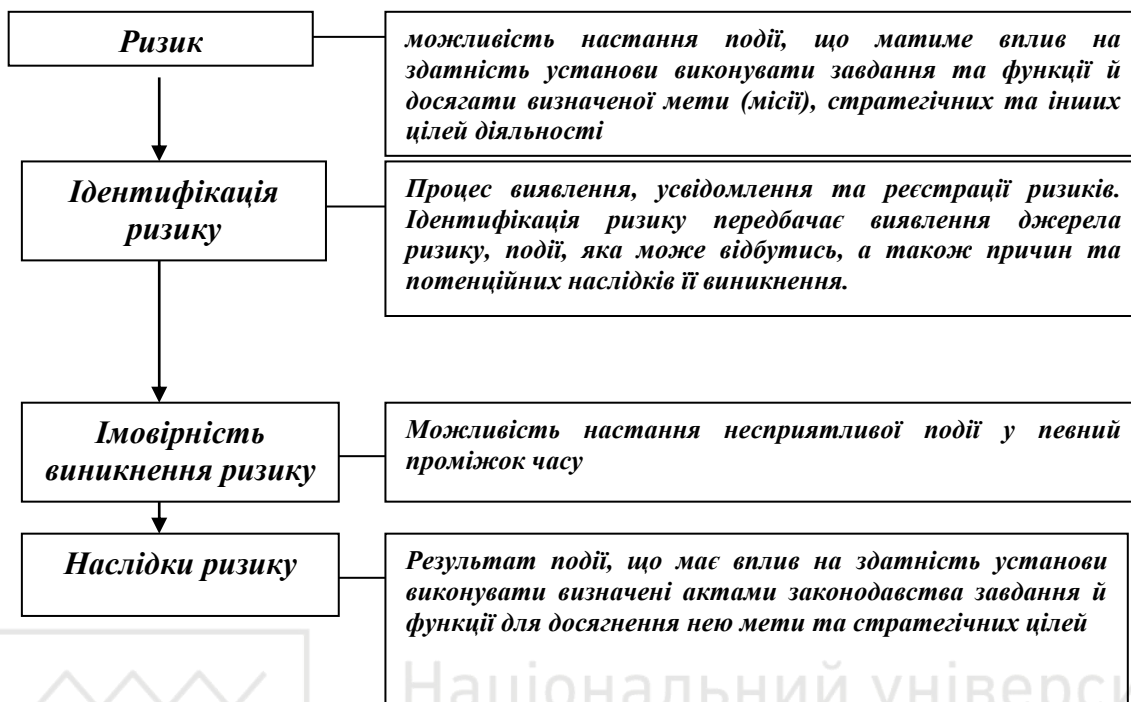 Ризик
можливість настання події, що матиме вплив на
здатність установи виконувати завдання та функції й
досягати визначеної мети (місії), стратегічних та інших
цілей діяльності
Ідентифікація
ризику
Процес виявлення, усвідомлення та реєстрації ризиків.
Ідентифікація ризику передбачає виявлення джерела
ризику, події, яка може відбутись, а також причин та
потенційних наслідків її виникнення.
Імовірність
виникнення ризику
Можливість настання несприятливої події у певний
проміжок часу
Наслідки ризику
Результат події, що має вплив на здатність установи
виконувати визначені актами законодавства завдання й
функції для досягнення нею мети та стратегічних цілей
Національний